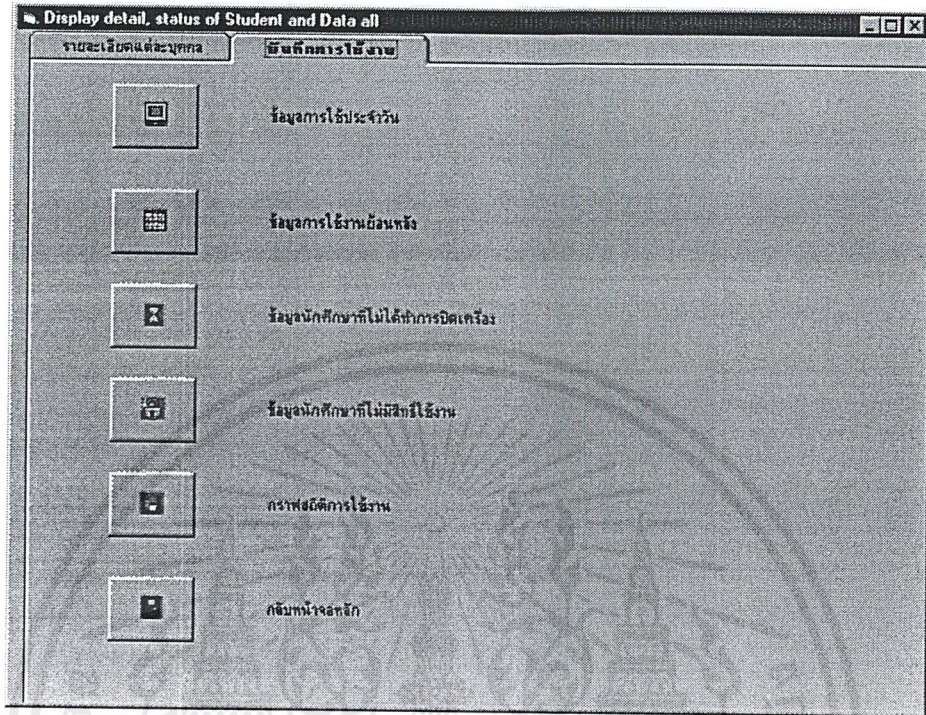 Display detail, status of Student and Data all
รายละเอียดแต่ละบุคคล
บันทึกการใช้งาน
ข้อมูลการใช้ประจำวัน
ข้อมูลการใช้งานย้อนหลัง
ข้อมูลนักศึกษาที่ไม่ได้ทำการปิดเครื่อง
ข้อมูลนักศึกษาที่ไม่มีสิทธิ์ใช้งาน
กราฟสถิติการใช้งาน
กลับหน้าจอหลัก